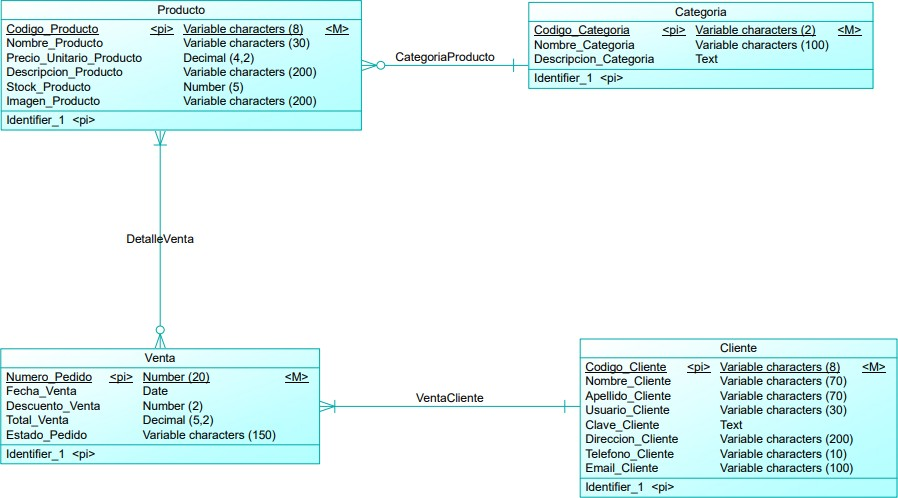 Producto
Codigo_Producto <pi> Variable characters (8) <M>
Nombre_Producto Variable characters (30)
Precio_Unitario_Producto Decimal (4,2)
Descripcion_Producto Variable characters (200)
Stock_Producto Number (5)
Imagen_Producto Variable characters (200)
Identifier_1 <pi>
CategoriaProducto
Categoria
Codigo_Categoria <pi> Variable characters (2) <M>
Nombre_Categoria Variable characters (100)
Descripcion_Categoria Text
Identifier_1 <pi>
DetalleVenta
Venta
Numero_Pedido <pi> Number (20) <M>
Fecha_Venta Date
Descuento_Venta Number (2)
Total_Venta Decimal (5,2)
Estado_Pedido Variable characters (150)
Identifier_1 <pi>
VentaCliente
Cliente
Codigo_Cliente <pi> Variable characters (8) <M>
Nombre_Cliente Variable characters (70)
Apellido_Cliente Variable characters (70)
Usuario_Cliente Variable characters (30)
Clave_Cliente Text
Direccion_Cliente Variable characters (200)
Telefono_Cliente Variable characters (10)
Email_Cliente Variable characters (100)
Identifier_1 <pi>